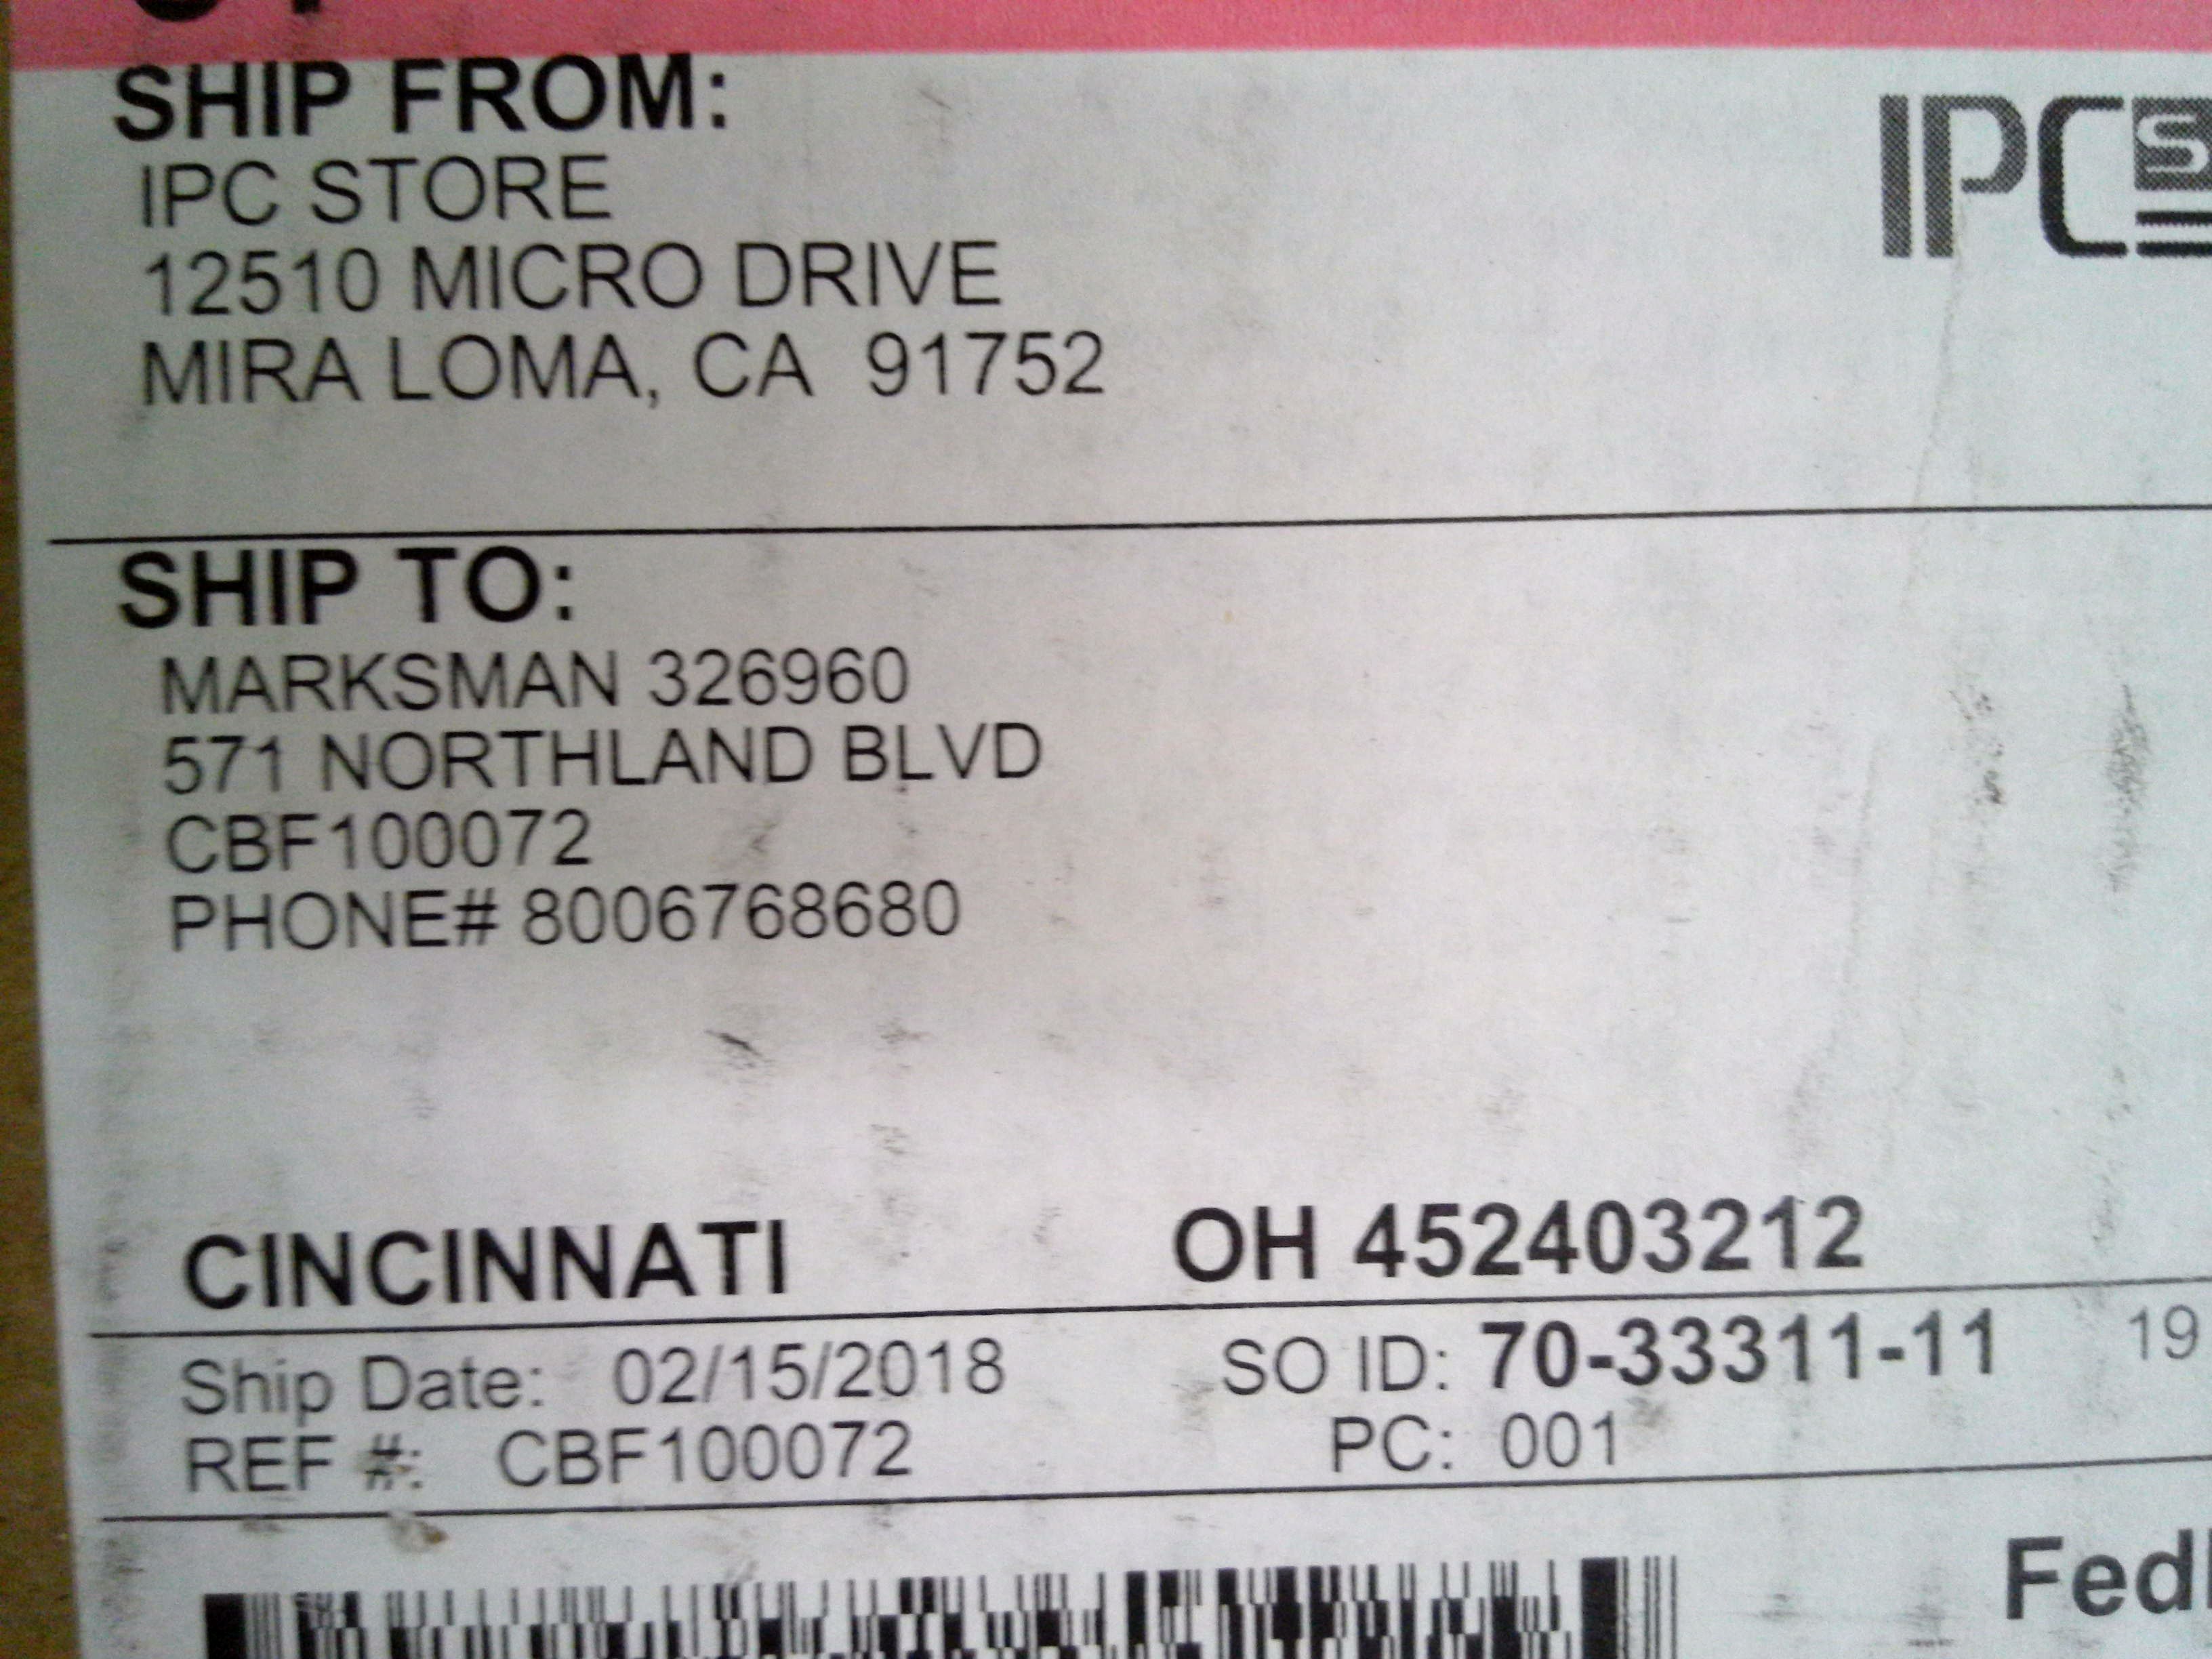 SHIP FROM:
IPC STORE
12510 MICRO DRIVE
MIRA LOMA, CA 91752
IPC
SHIP TO:
MARKSMAN 326960
571 NORTHLAND BLVD
CBF100072
PHONE# 8006768680
CINCINNATI OH 452403212
Ship Date: 02/15/2018 SO ID: 70-33311-11 19
REF #: CBF100072 PC: 001
Fed